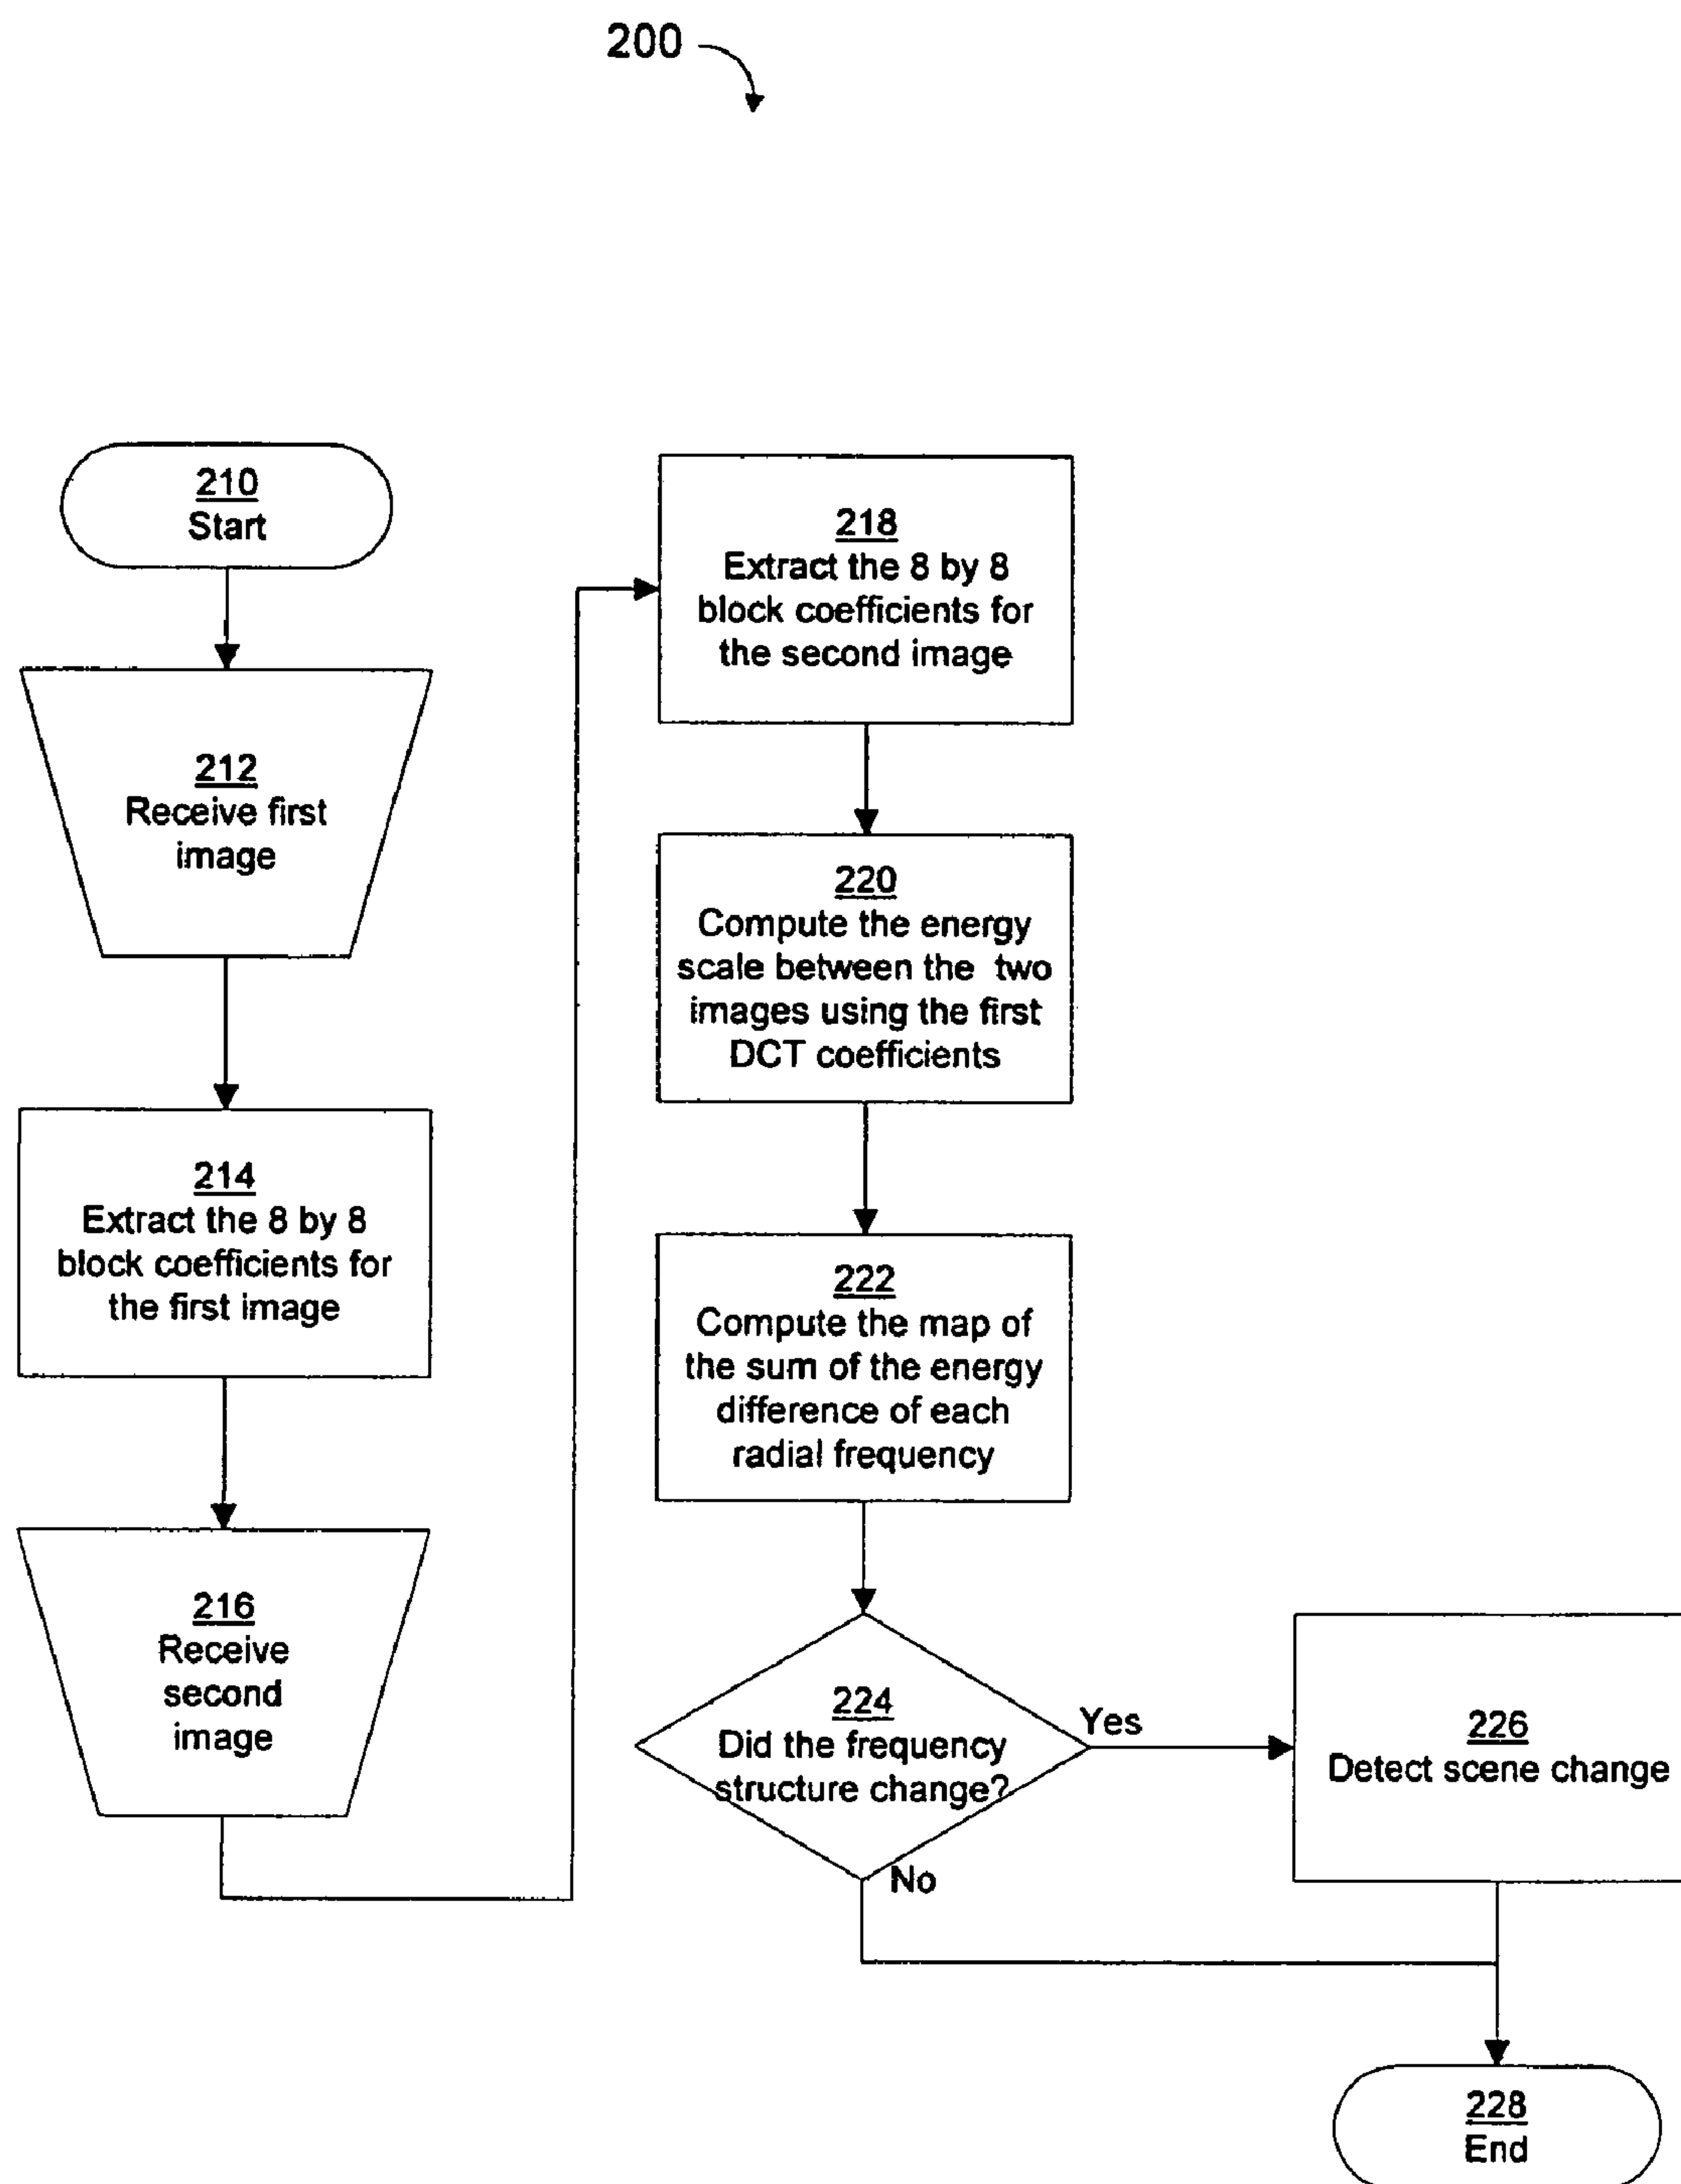 200
210
Start
212
Receive first
image
214
Extract the 8 by 8
block coefficients for
the first image
216
Receive
second
image
218
Extract the 8 by 8
block coefficients for
the second image
220
Compute the energy
scale between the two
images using the first
DCT coefficients
222
Compute the map of
the sum of the energy
difference of each
radial frequency
224
Did the frequency
structure change?
Yes
No
226
Detect scene change
228
End